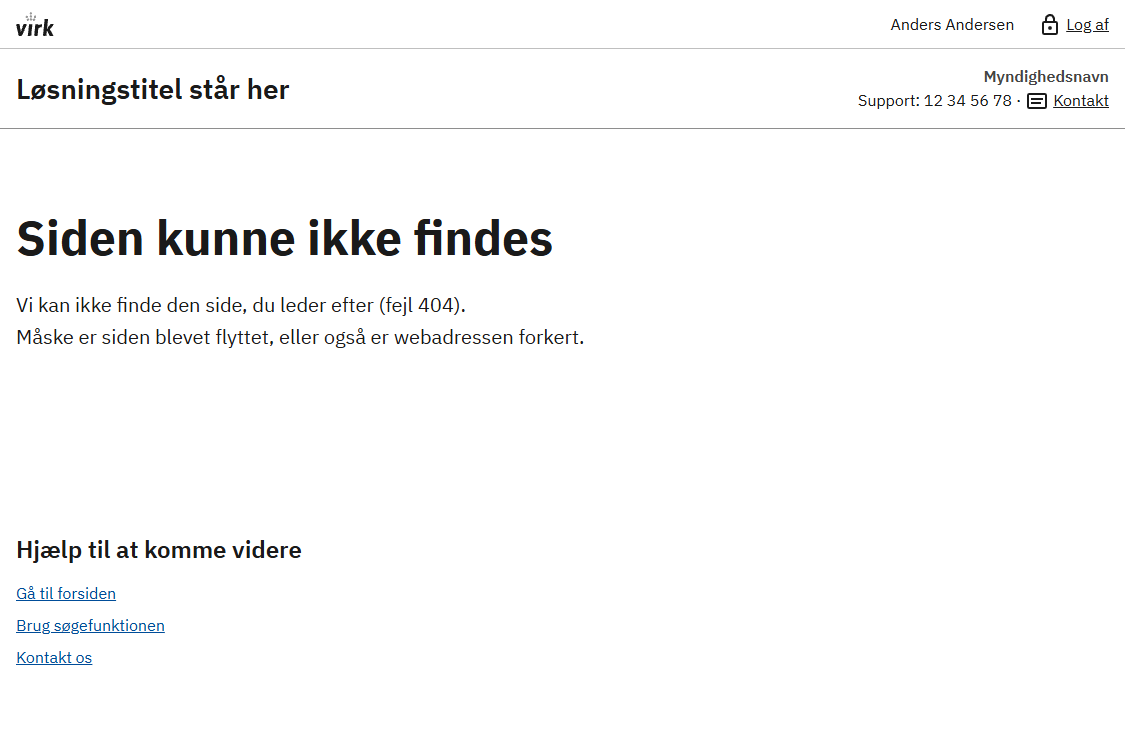 virk
Anders Andersen Log af
Løsningstitel står her
Myndighedsnavn
Support: 12 34 56 78 · Kontakt
Siden kunne ikke findes
Vi kan ikke finde den side, du leder efter (fejl 404).
Måske er siden blevet flyttet, eller også er webadressen forkert.
Hjælp til at komme videre
Gå til forsiden
Brug søgefunktionen
Kontakt os